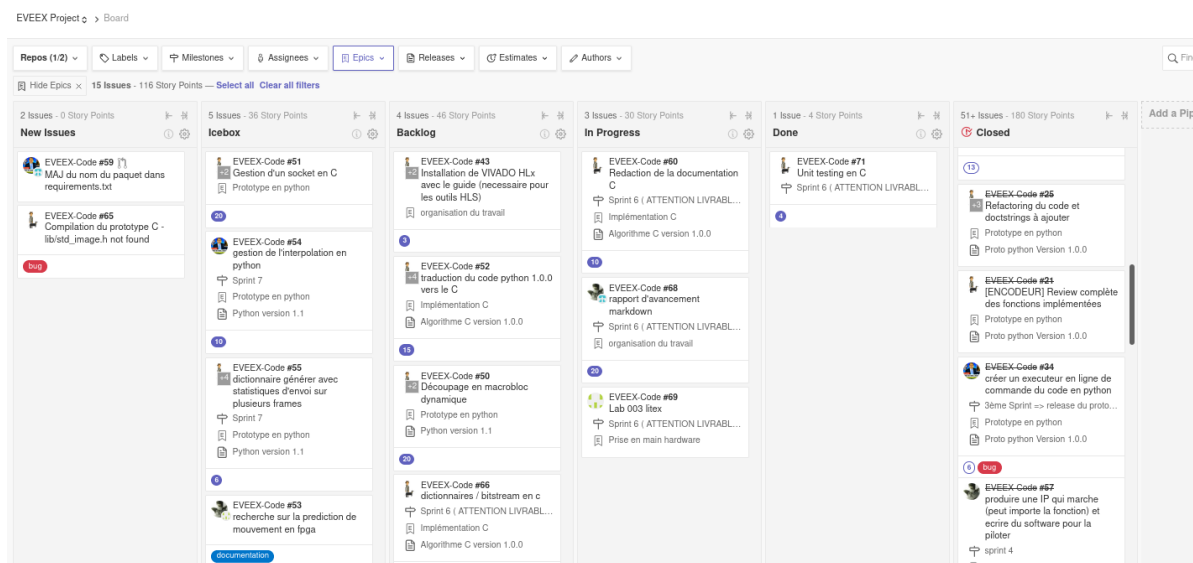 EVEEX Project > Board
Repos (1/2)
Labels
Milestones
Assignees
Epics
Releases
Estimates
Authors
Hide Epics ×
15 Issues - 116 Story Points — Select all Clear all filters
2 Issues - 0 Story Points
New Issues
EVEEX-Code #59
MAJ du nom du paquet dans
requirements.txt
EVEEX-Code #65
Compilation du prototype C -
lib/std_image.h not found
bug
5 Issues - 36 Story Points
Icebox
EVEEX-Code #51
+2
Gestion d'un socket en C
Prototype en python
20
EVEEX-Code #54
gestion de l'interpolation en
python
Sprint 7
Prototype en python
Python version 1.1
10
EVEEX-Code #55
+4
dictionnaire générer avec
statistiques d'envoi sur
plusieurs frames
Sprint 7
Prototype en python
Python version 1.1
6
EVEEX-Code #53
recherche sur la prediction de
mouvement en fpga
documentation
4 Issues - 46 Story Points
Backlog
EVEEX-Code #43
+2
Installation de VIVADO HLx
avec le guide (necessaire pour
les outils HLS)
organisation du travail
3
EVEEX-Code #52
+4
traduction du code python 1.0.0
vers le C
Implémentation C
Algorithme C version 1.0.0
15
EVEEX-Code #50
+2
Découpage en macrobloc
dynamique
Prototype en python
Python version 1.1
20
EVEEX-Code #66
dictionnaires / bitstream en c
Sprint 6 ( ATTENTION LIVRABL...
Implémentation C
Algorithme C version 1.0.0
3 Issues - 30 Story Points
In Progress
EVEEX-Code #60
Redaction de la documentation
C
Sprint 6 ( ATTENTION LIVRABL...
Implémentation C
Algorithme C version 1.0.0
10
EVEEX-Code #68
rapport d'avancement
markdown
Sprint 6 ( ATTENTION LIVRABL...
organisation du travail
20
EVEEX-Code #69
Lab 003 litex
Sprint 6 ( ATTENTION LIVRABL...
Prise en main hardware
1 Issue - 4 Story Points
Done
EVEEX-Code #71
Unit testing en C
Sprint 6 ( ATTENTION LIVRABL...
4
51+ Issues - 180 Story Points
Closed
13
EVEEX-Code #25
+3
Refactoring du code et
doctstrings à ajouter
Prototype en python
Proto python Version 1.0.0
EVEEX-Code #21
[ENCODEUR] Review complète
des fonctions implémentées
Prototype en python
Proto python Version 1.0.0
EVEEX-Code #34
créer un executeur en ligne de
commande du code en python
3ème Sprint => release du proto...
Prototype en python
Proto python Version 1.0.0
6 bug
EVEEX-Code #57
produire une IP qui marche
(peut importe la fonction) et
ecrire du software pour la
piloter
sprint 4
Add a Pip
Fin